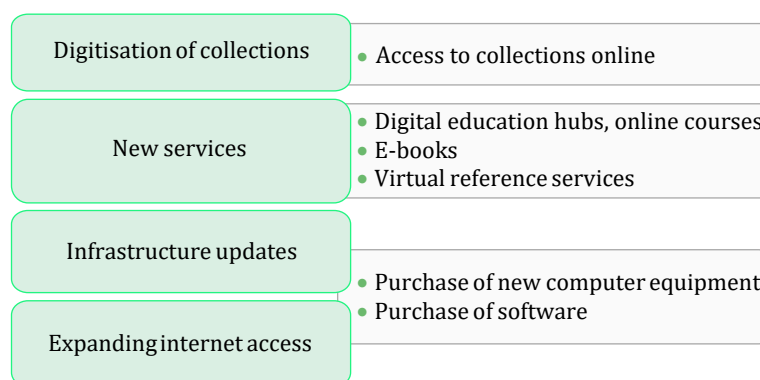 Digitisation of collections
• Access to collections online
New services
• Digital education hubs, online courses
• E-books
• Virtual reference services
Infrastructure updates
• Purchase of new computer equipment
• Purchase of software
Expanding internet access